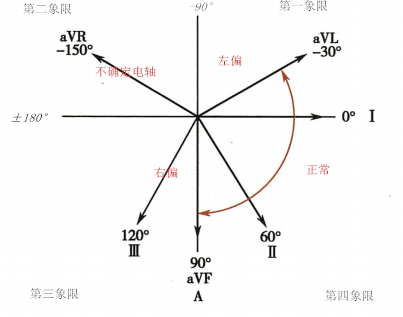 第二象限
-90°
第一象限
aVR
-150°
aVL
-30°
不确定电轴
左偏
±180°
0° I
右偏
正常
120°
III
60°
II
90°
aVF
A
第三象限
第四象限